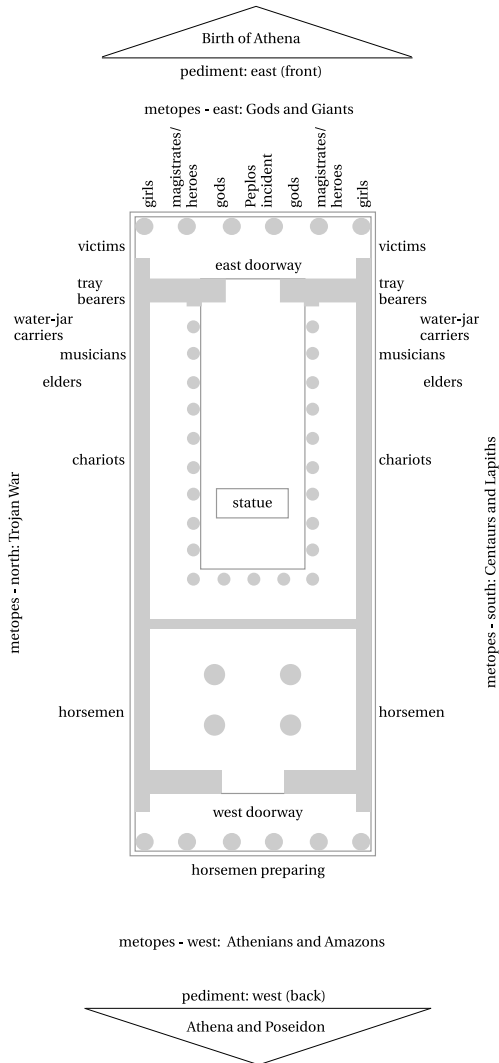 Birth of Athena
pediment: east (front)
metopes - east: Gods and Giants
girls
magistrates/
heroes
gods
Peplos
incident
gods
magistrates/
heroes
girls
victims
victims
east doorway
tray
bearers
tray
bearers
water-jar
carriers
water-jar
carriers
musicians
musicians
elders
elders
chariots
chariots
statue
metopes - north: Trojan War
metopes - south: Centaurs and Lapiths
horsemen
horsemen
west doorway
horsemen preparing
metopes - west: Athenians and Amazons
pediment: west (back)
Athena and Poseidon